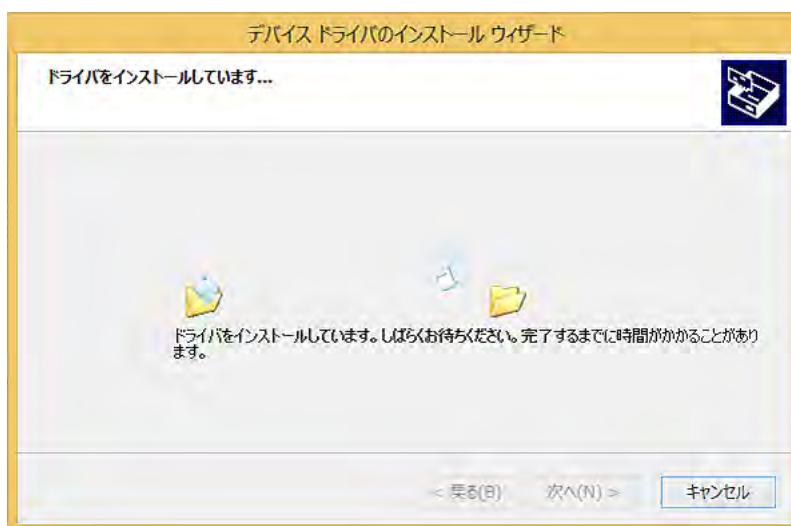 デバイス ドライバのインストール ウィザード
ドライバをインストールしています...
ドライバをインストールしています。しばらくお待ちください。完了するまでに時間がかかることがあり
ます。
< 戻る(B)
次へ(N) >
キャンセル